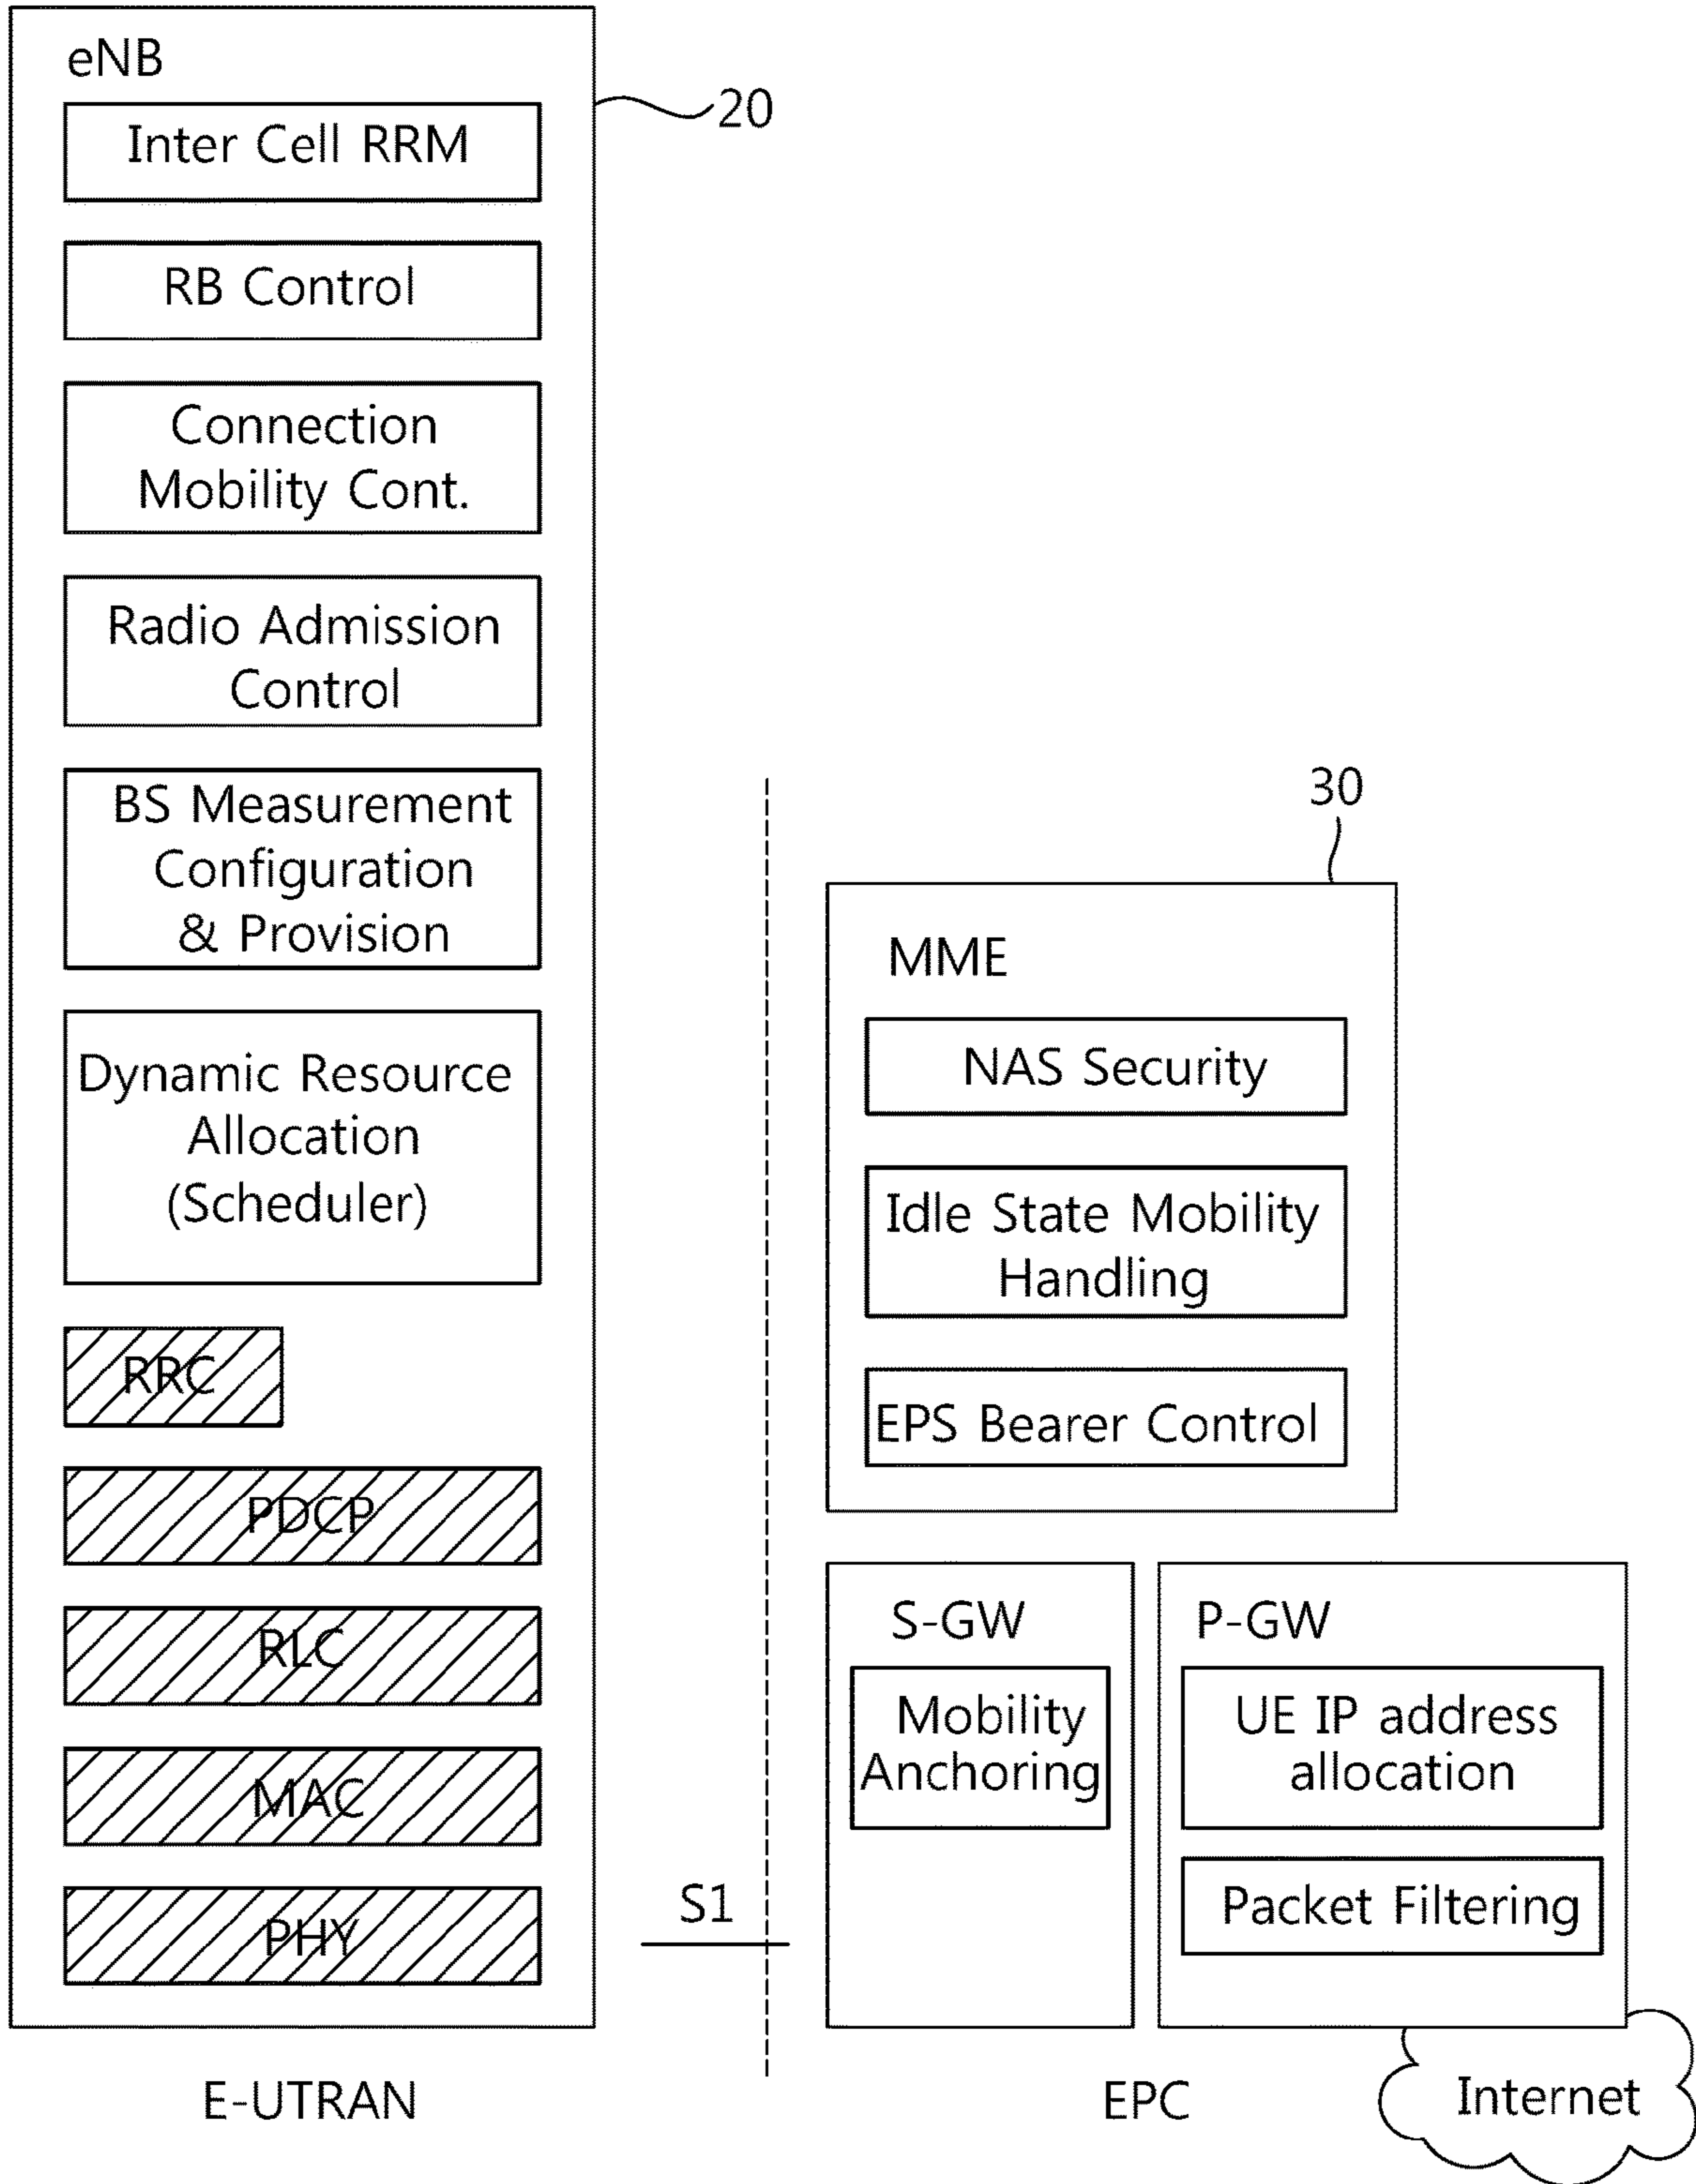 eNB
20
Inter Cell RRM
RB Control
Connection
Mobility Cont.
Radio Admission
Control
BS Measurement
Configuration
& Provision
Dynamic Resource
Allocation
(Scheduler)
RRC
PDCP
RLC
MAC
PHY
S1
30
MME
NAS Security
Idle State Mobility
Handling
EPS Bearer Control
S-GW
Mobility
Anchoring
P-GW
UE IP address
allocation
Packet Filtering
E-UTRAN
EPC
Internet